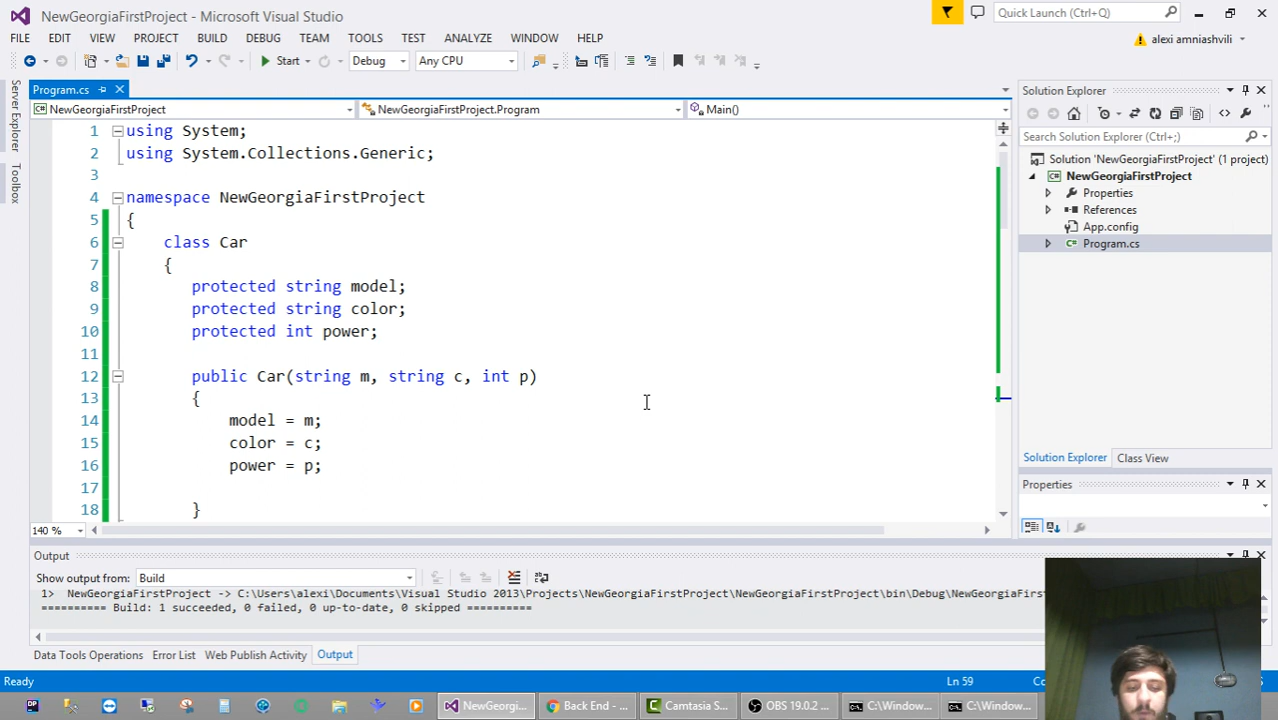 NewGeorgiaFirstProject - Microsoft Visual Studio
Quick Launch (Ctrl+Q)
FILE EDIT VIEW PROJECT BUILD DEBUG TEAM TOOLS TEST ANALYZE WINDOW HELP
alexi amniashvili
Start Debug Any CPU
Server Explorer
Toolbox
Program.cs
NewGeorgiaFirstProject NewGeorgiaFirstProject.Program Main()
1 using System;
2 using System.Collections.Generic;
3
4 namespace NewGeorgiaFirstProject
5 {
6 class Car
7 {
8 protected string model;
9 protected string color;
10 protected int power;
11
12 public Car(string m, string c, int p)
13 {
14 model = m;
15 color = c;
16 power = p;
17
18 }
140 %
Solution Explorer
Search Solution Explorer (Ctrl+;)
Solution 'NewGeorgiaFirstProject' (1 project)
NewGeorgiaFirstProject
Properties
References
App.config
Program.cs
Solution Explorer Class View
Properties
Output
Show output from: Build
1> NewGeorgiaFirstProject -> C:\Users\alexi\Documents\Visual Studio 2013\Projects\NewGeorgiaFirstProject\NewGeorgiaFirstProject\bin\Debug\NewGeorgiaFirst
========== Build: 1 succeeded, 0 failed, 0 up-to-date, 0 skipped ==========
Data Tools Operations Error List Web Publish Activity Output
Ready Ln 59
NewGeorgi... Back End - ... Camtasia S... OBS 19.0.2 ... C:\Window... C:\Window...